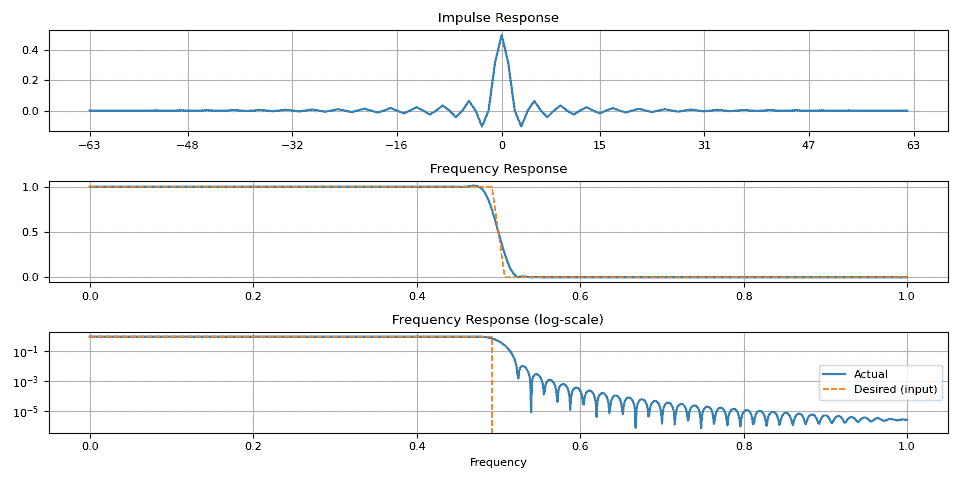 Impulse Response
0.4
0.2
0.0
−63 −48 −32 −16 0 15 31 47 63
Frequency Response
1.0
0.5
0.0
0.0 0.2 0.4 0.6 0.8 1.0
Frequency Response (log-scale)
10⁻¹
10⁻³
10⁻⁵
Actual
Desired (input)
0.0 0.2 0.4 0.6 0.8 1.0
Frequency